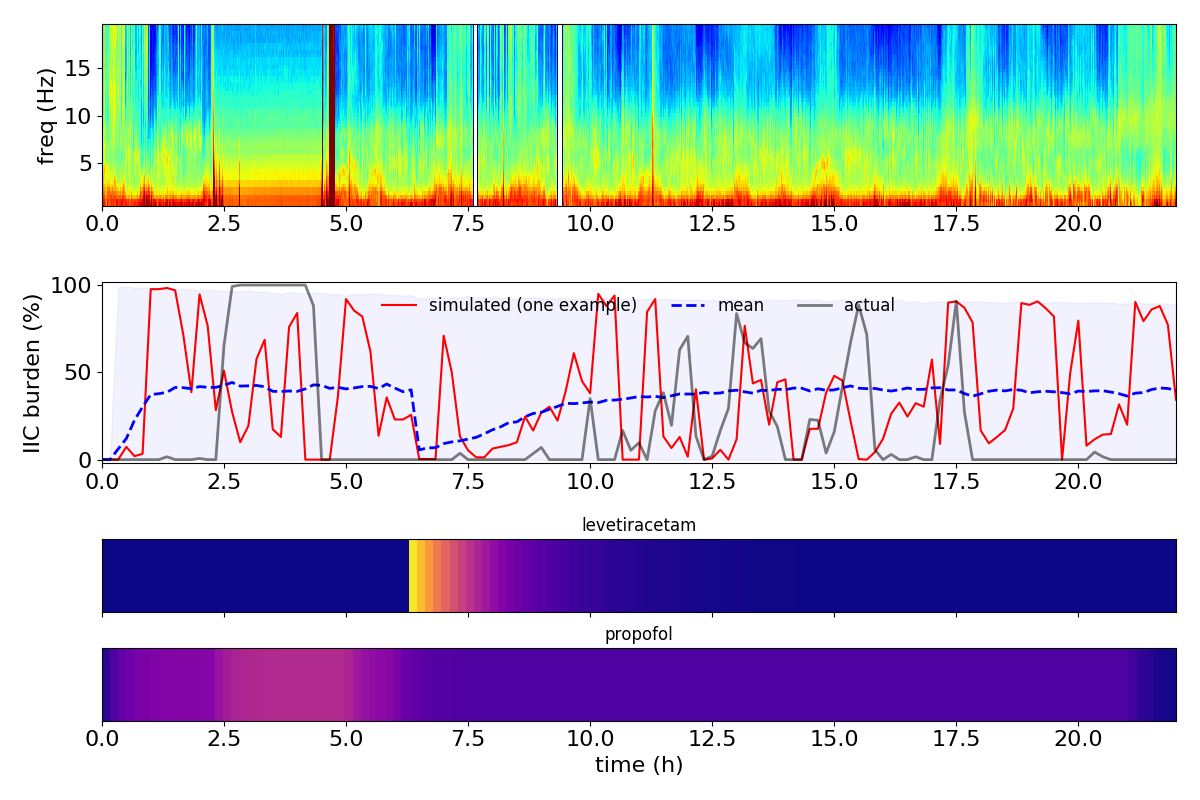 freq (Hz)
15
10
5
0.0 2.5 5.0 7.5 10.0 12.5 15.0 17.5 20.0
IIC burden (%)
100
50
0
simulated (one example) mean actual
0.0 2.5 5.0 7.5 10.0 12.5 15.0 17.5 20.0
levetiracetam
propofol
0.0 2.5 5.0 7.5 10.0 12.5 15.0 17.5 20.0
time (h)